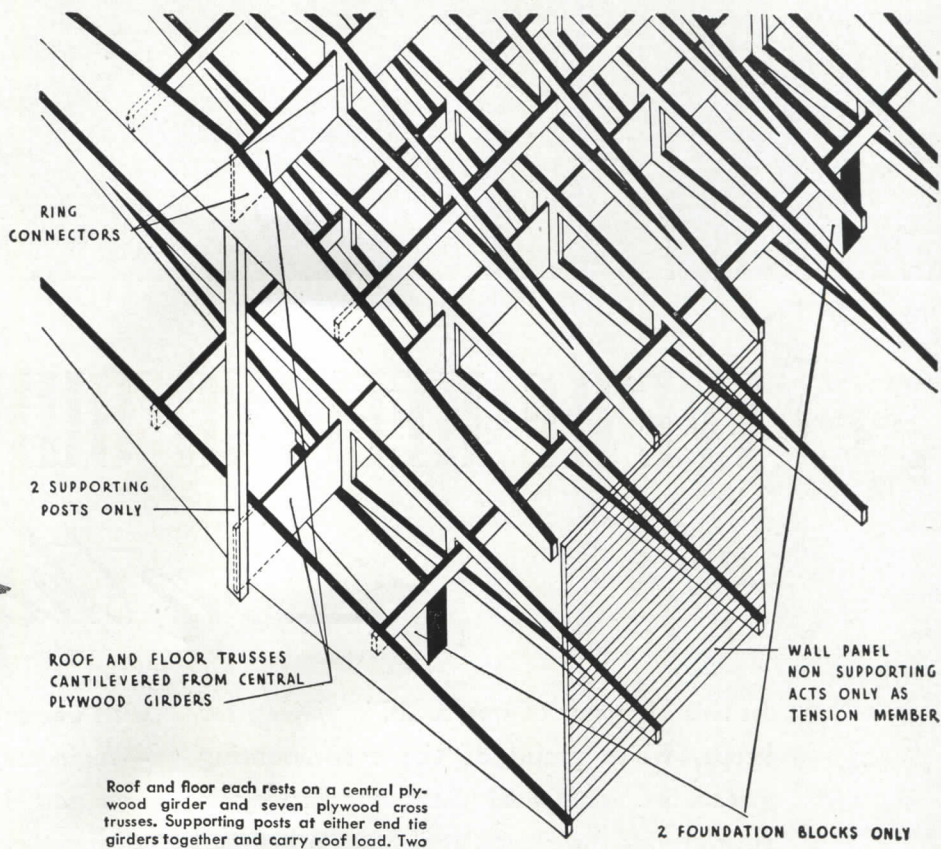 RING
CONNECTORS
2 SUPPORTING
POSTS ONLY
ROOF AND FLOOR TRUSSES
CANTILEVERED FROM CENTRAL
PLYWOOD GIRDERS
WALL PANEL
NON SUPPORTING
ACTS ONLY AS
TENSION MEMBER
2 FOUNDATION BLOCKS ONLY
Roof and floor each rests on a central ply-
wood girder and seven plywood cross
trusses. Supporting posts at either end tie
girders together and carry roof load. Two